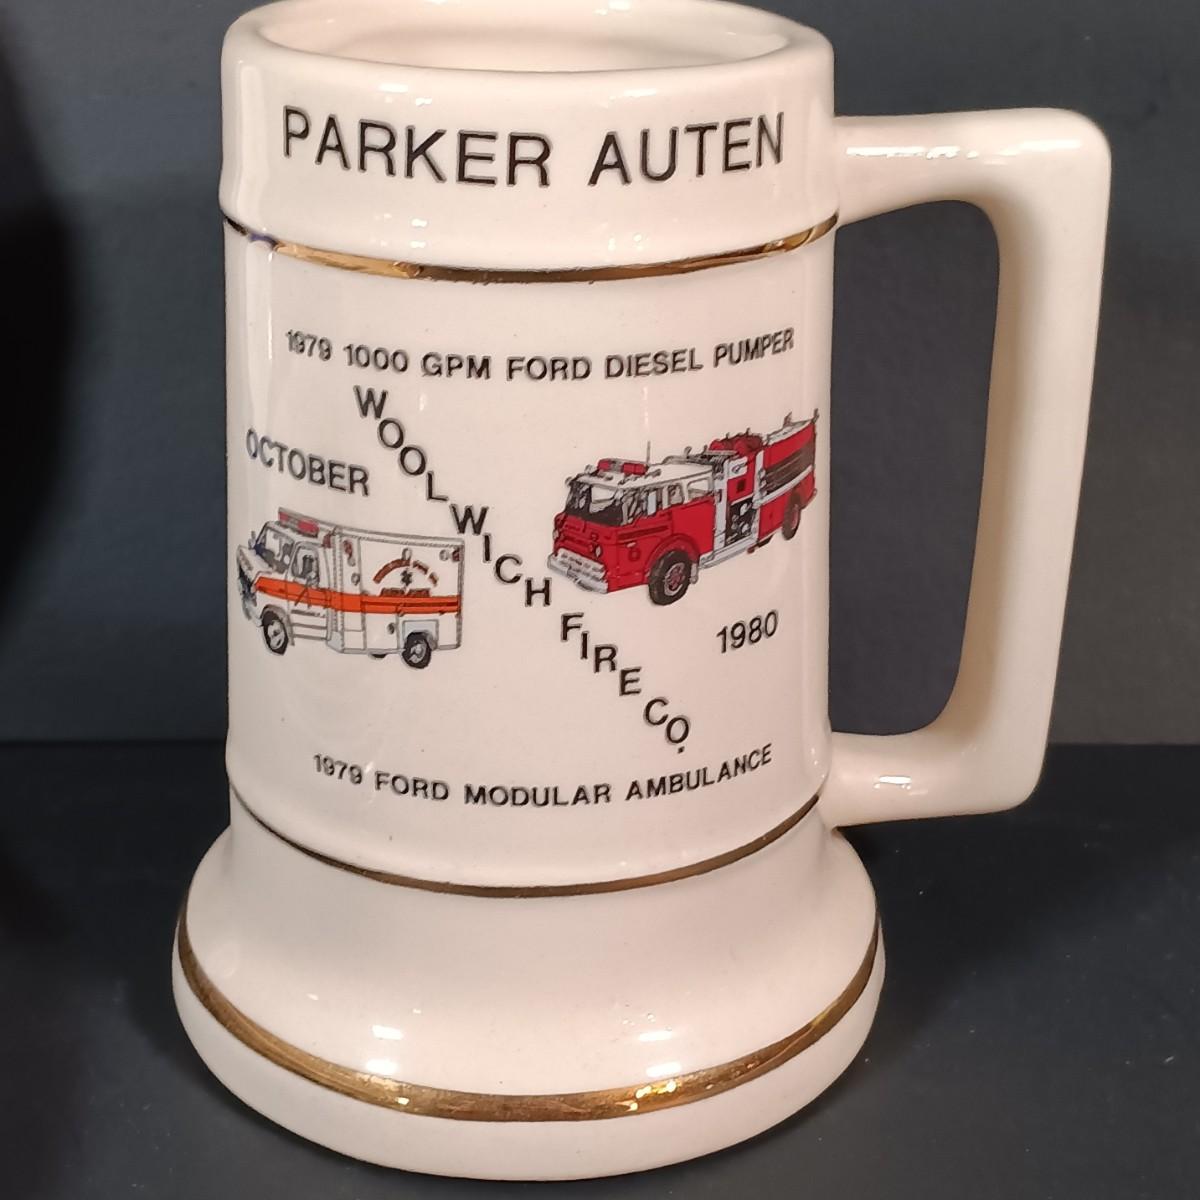 PARKER AUTEN
1979 1000 GPM FORD DIESEL PUMPER
WOOLWICH FIRE CO.
OCTOBER
1980
1979 FORD MODULAR AMBULANCE